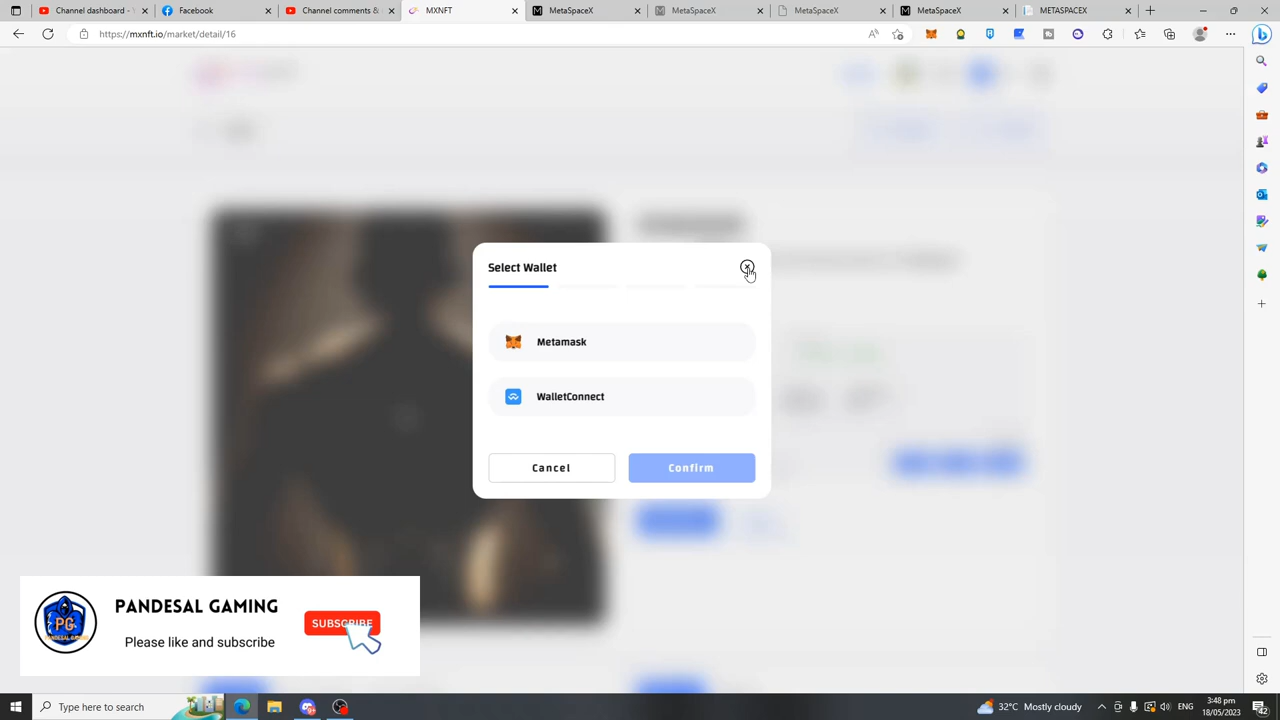 Channel dashboard - Y
Facebook
Channel comments &
MXNFT
MetaSpaceX
MetaSpaceX
MetaSpaceX
MetaSpaceX
METASPACEX
https://mxnft.io/market/detail/16
Select Wallet
Metamask
WalletConnect
Cancel
Confirm
PANDESAL GAMING
SUBSCRIBE
Please like and subscribe
PG
Type here to search
32°C Mostly cloudy
ENG
3:48 pm
18/05/2023
42